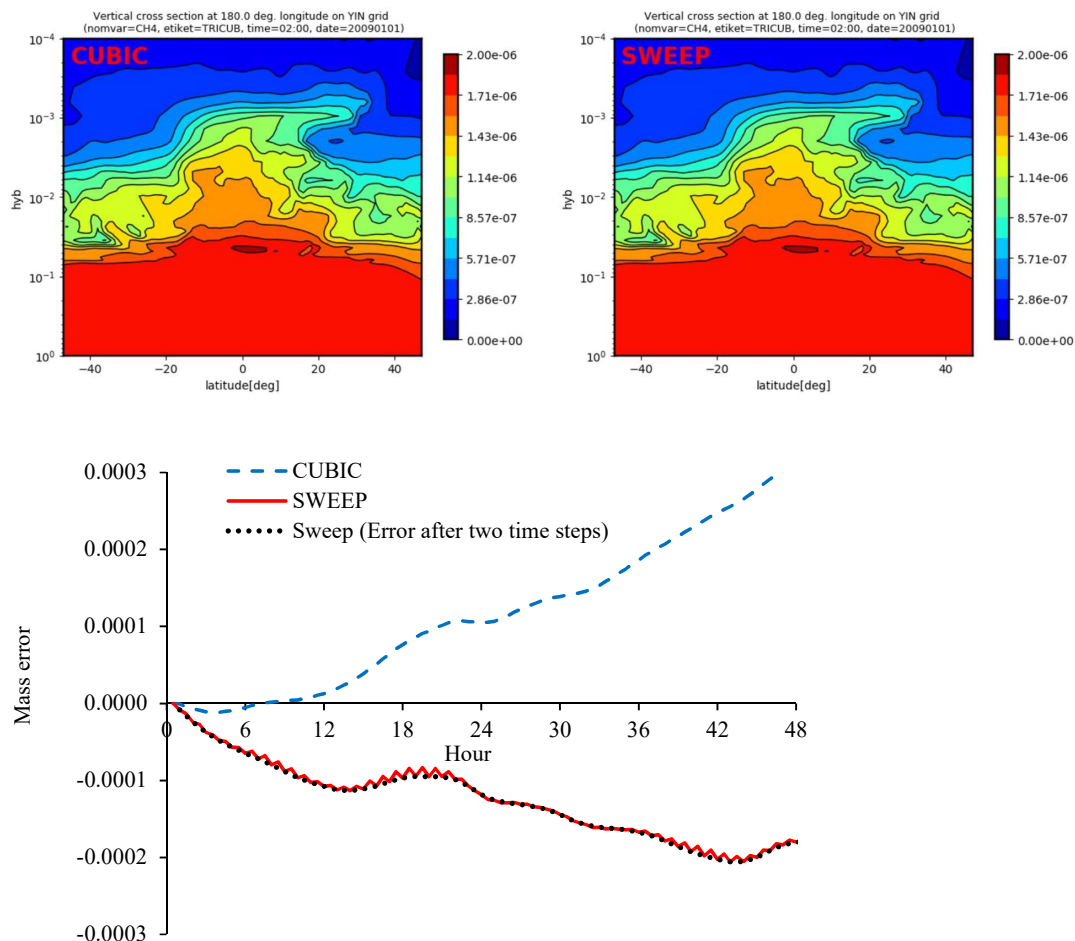 Vertical cross section at 180.0 deg. longitude on YIN grid
(nomvar=CH4, etiket=TRICUB, time=02:00, date=20090101)
CUBIC
10⁻⁴
10⁻³
10⁻²
10⁻¹
10⁰
hyb
−40
−20
0
20
40
latitude[deg]
2.00e-06
1.71e-06
1.43e-06
1.14e-06
8.57e-07
5.71e-07
2.86e-07
0.00e+00
Vertical cross section at 180.0 deg. longitude on YIN grid
(nomvar=CH4, etiket=TRICUB, time=02:00, date=20090101)
SWEEP
10⁻⁴
10⁻³
10⁻²
10⁻¹
10⁰
hyb
−40
−20
0
20
40
latitude[deg]
2.00e-06
1.71e-06
1.43e-06
1.14e-06
8.57e-07
5.71e-07
2.86e-07
0.00e+00
CUBIC
SWEEP
Sweep (Error after two time steps)
Mass error
0.0003
0.0002
0.0001
0.0000
-0.0001
-0.0002
-0.0003
0
6
12
18
24
30
36
42
48
Hour